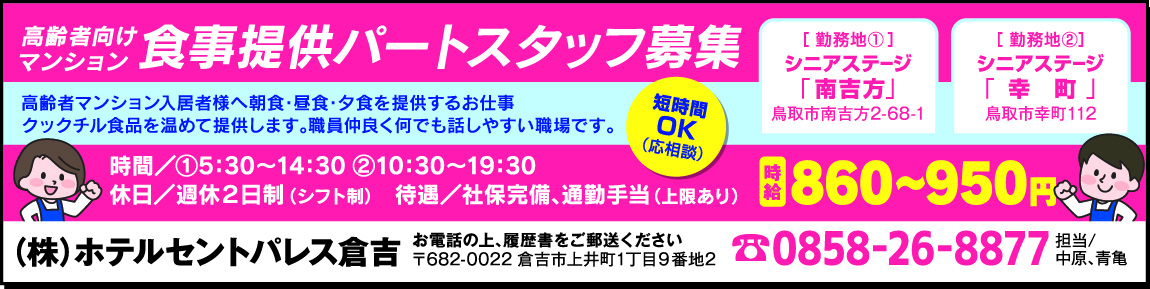 高齢者向け
マンション
食事提供パートスタッフ募集
[ 勤務地①]
シニアステージ
「南吉方」
鳥取市南吉方2-68-1
[ 勤務地②]
シニアステージ
「 幸 町 」
鳥取市幸町112
高齢者マンション入居者様へ朝食・昼食・夕食を提供するお仕事
クックチル食品を温めて提供します。職員仲良く何でも話しやすい職場です。
短時間
OK
(応相談)
時間／①5:30〜14:30 ②10:30〜19:30
休日／週休2日制(シフト制) 待遇／社保完備、通勤手当(上限あり)
時給
860〜950円
(株)ホテルセントパレス倉吉
お電話の上、履歴書をご郵送ください
〒682-0022 倉吉市上井町1丁目9番地2
☎0858-26-8877
担当/
中原、青亀